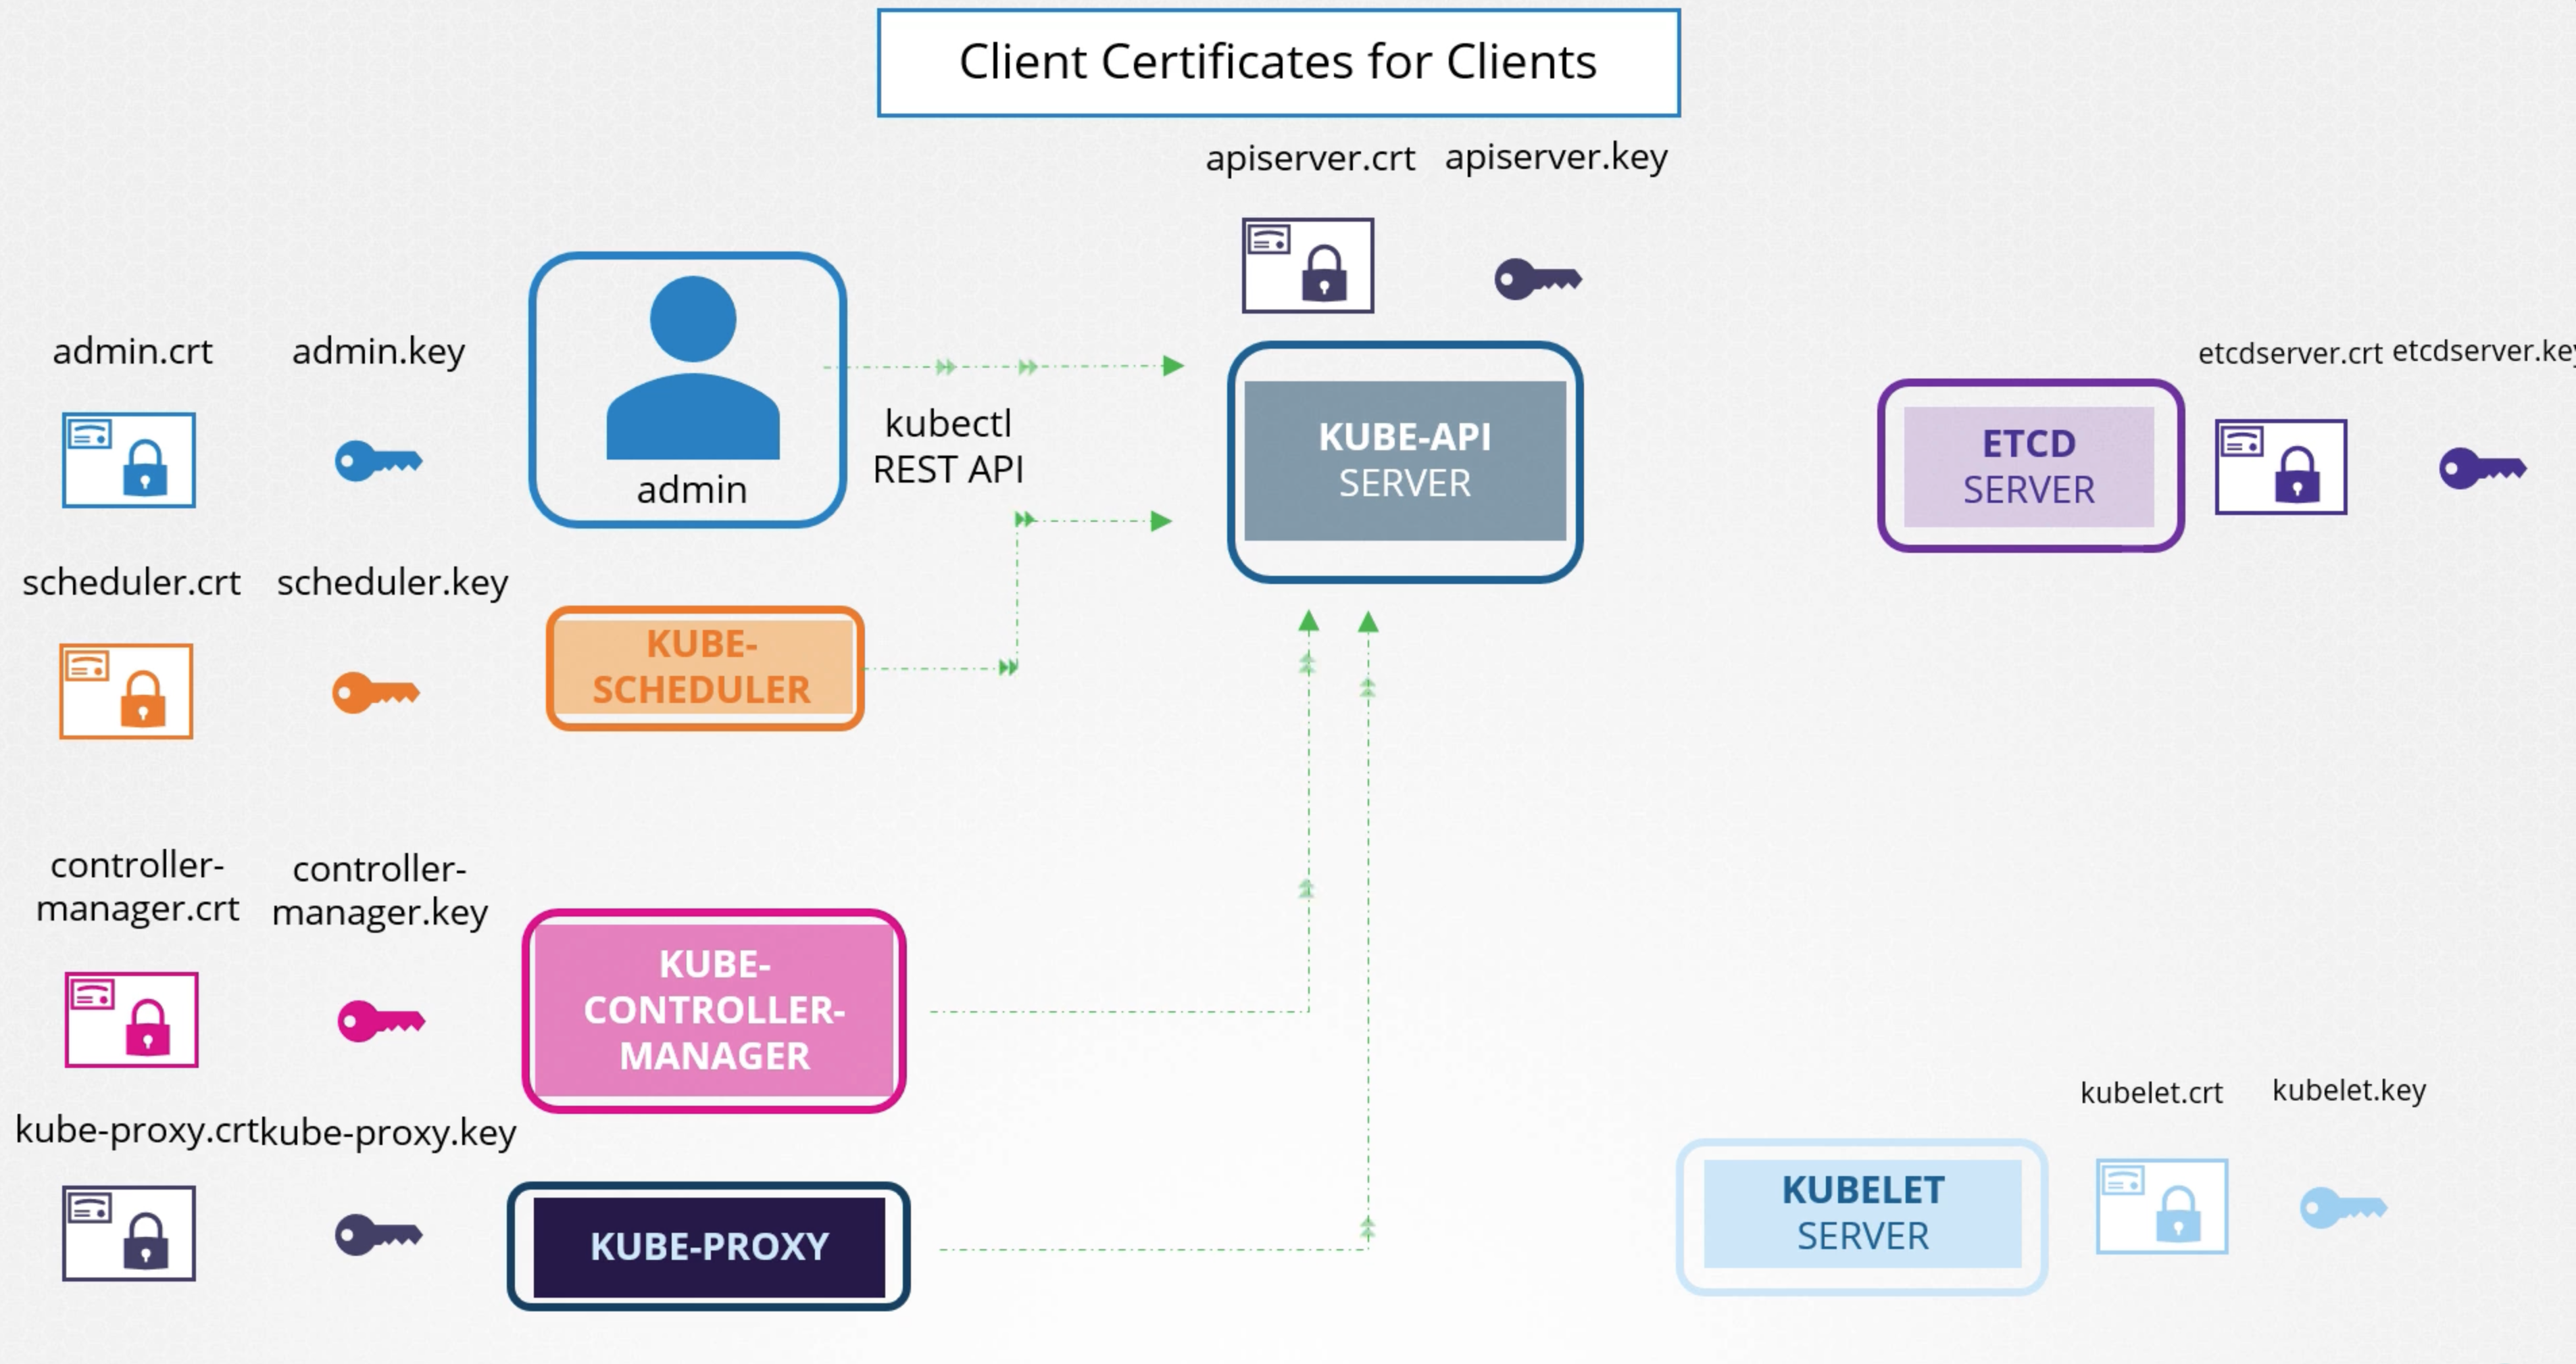 Client Certificates for Clients
apiserver.crt apiserver.key
admin.crt admin.key
admin
kubectl
REST API
KUBE-API
SERVER
etcdserver.crt etcdserver.key
ETCD
SERVER
scheduler.crt scheduler.key
KUBE-
SCHEDULER
controller-
manager.crt
controller-
manager.key
KUBE-
CONTROLLER-
MANAGER
kube-proxy.crt kube-proxy.key
KUBE-PROXY
kubelet.crt kubelet.key
KUBELET
SERVER